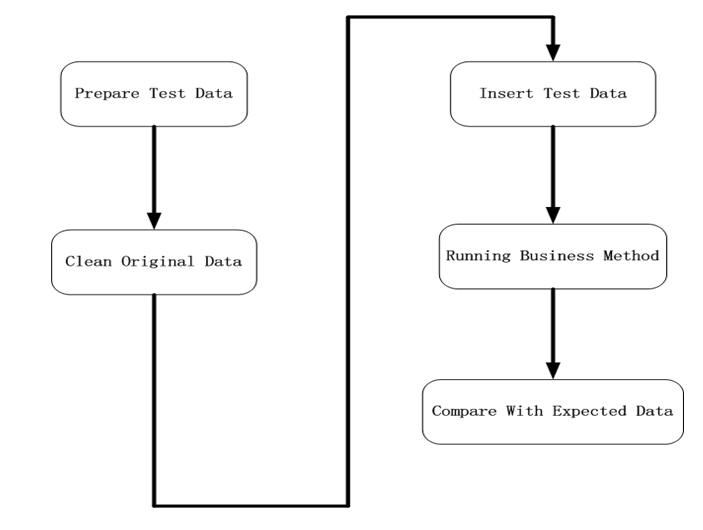 Prepare Test Data
Clean Original Data
Insert Test Data
Running Business Method
Compare With Expected Data